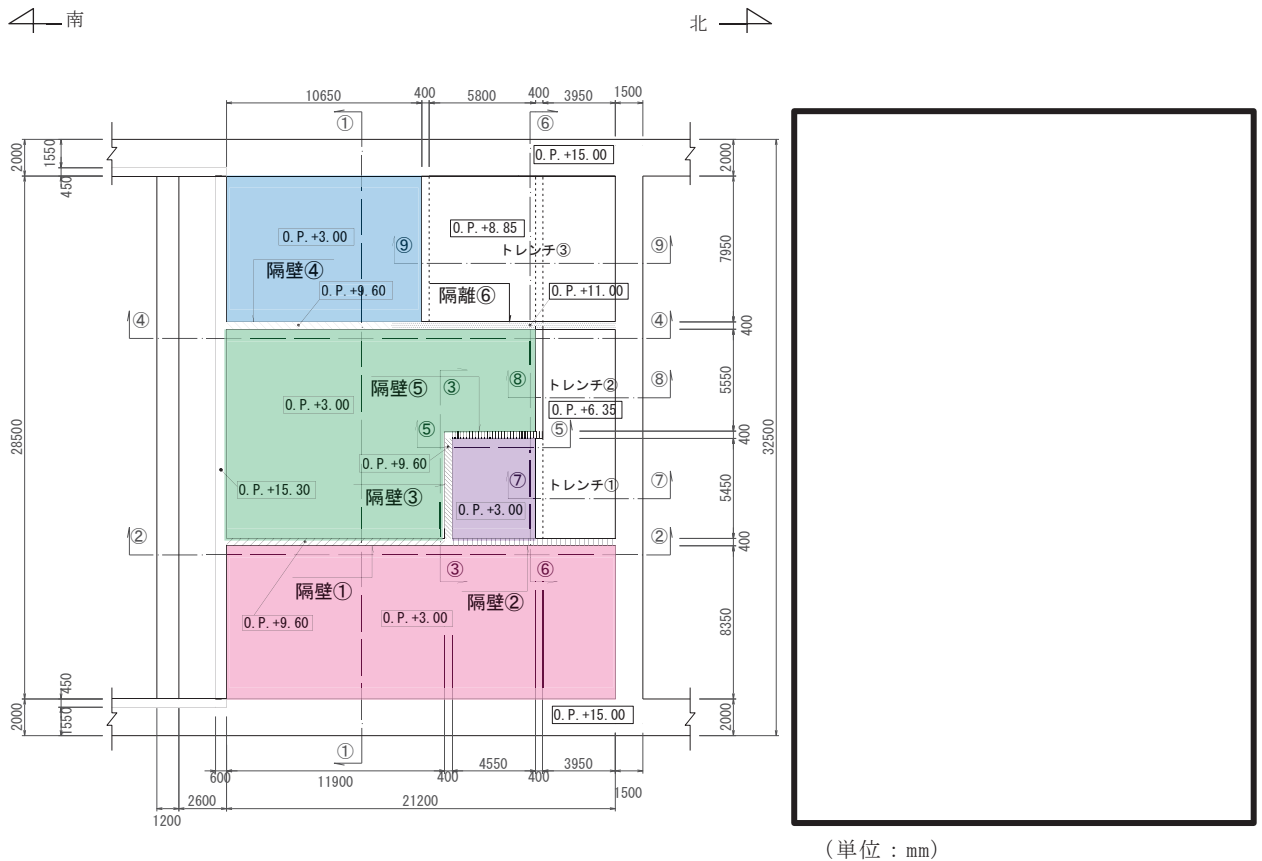 南
北
10650
400
5800
400
3950
1500
①
⑥
2000
1550
450
O.P.+15.00
2000
O.P.+8.85
トレンチ③
O.P.+3.00
⑨
⑨
7950
隔壁④
O.P.+9.60
隔離⑥
O.P.+11.00
④
④
400
隔壁⑤
③
⑧
トレンチ②
⑧
5550
O.P.+3.00
O.P.+6.35
28500
32500
⑤
⑤
400
O.P.+9.60
O.P.+15.30
隔壁③
⑦
トレンチ①
⑦
5450
O.P.+3.00
②
②
400
隔壁①
③
⑥
隔壁②
O.P.+9.60
O.P.+3.00
8350
450
2000
1550
O.P.+15.00
2000
①
600
11900
400
4550
400
3950
1500
2600
21200
1200
(単位：mm)